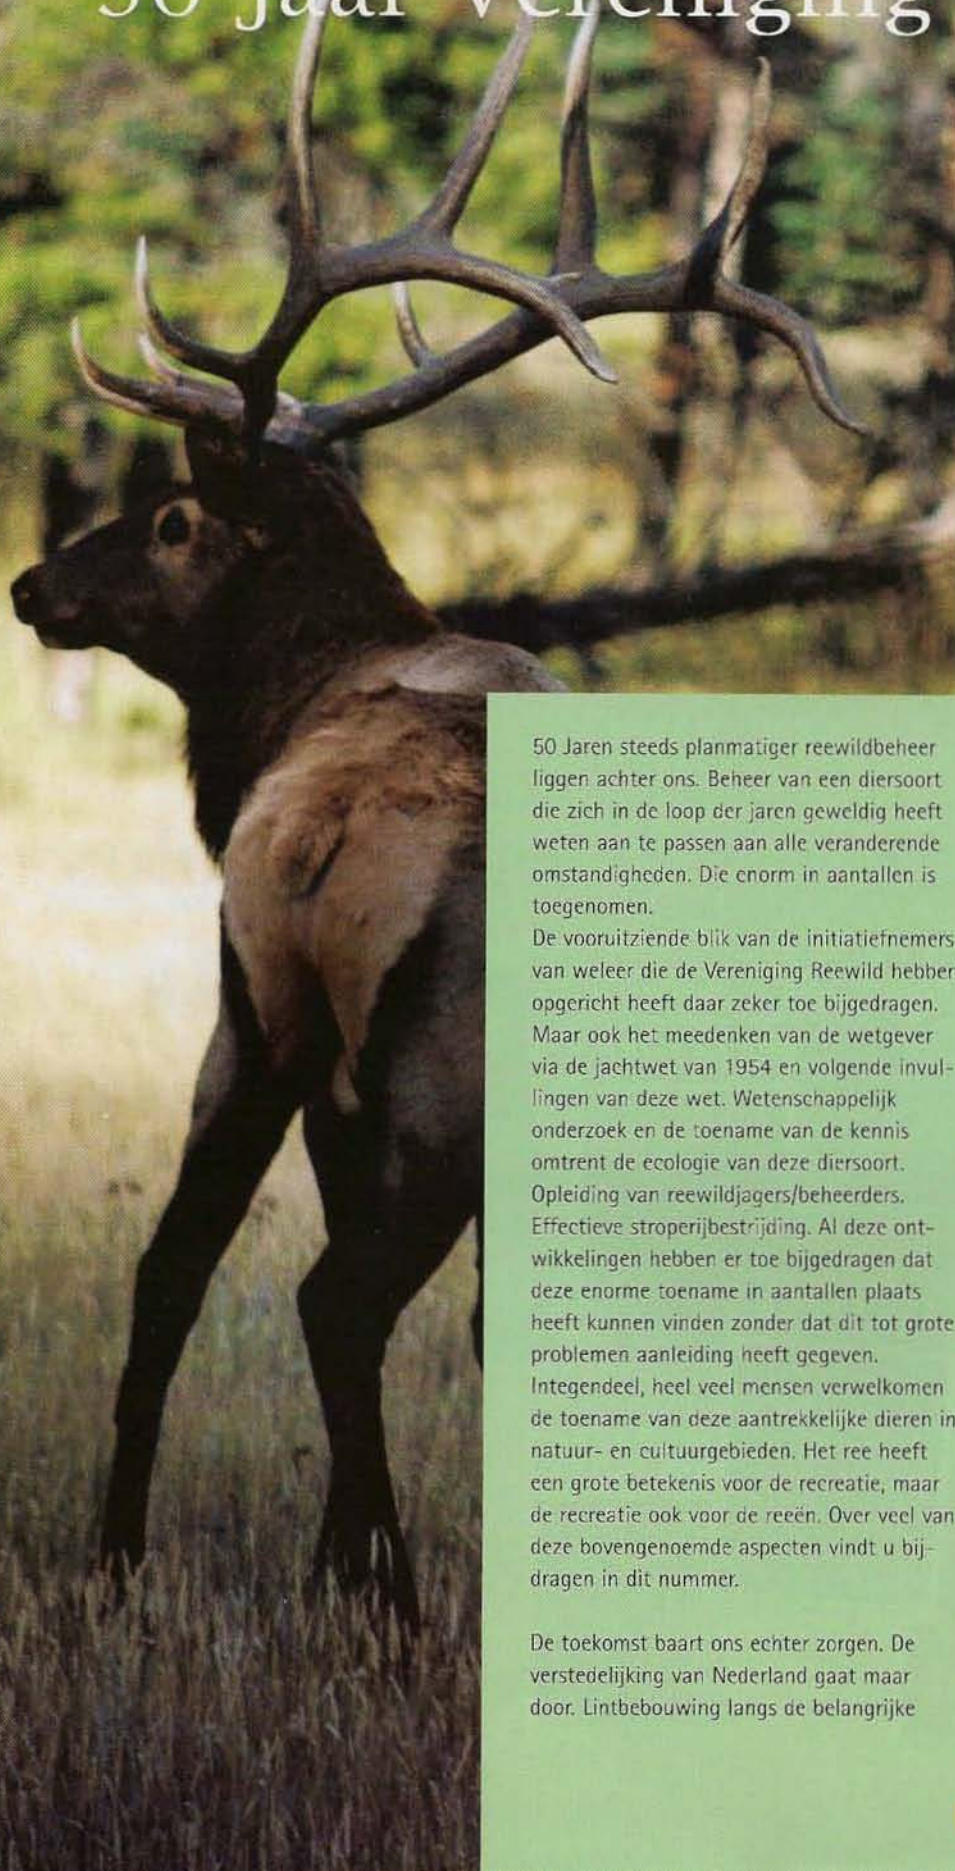 50 Jaar Vereniging
50 Jaren steeds planmatiger reewildbeheer
liggen achter ons. Beheer van een diersoort
die zich in de loop der jaren geweldig heeft
weten aan te passen aan alle veranderende
omstandigheden. Die enorm in aantallen is
toegenomen.
De vooruitziende blik van de initiatiefnemers
van weleer die de Vereniging Reewild hebben
opgericht heeft daar zeker toe bijgedragen.
Maar ook het meedenken van de wetgever
via de jachtwet van 1954 en volgende invul-
lingen van deze wet. Wetenschappelijk
onderzoek en de toename van de kennis
omtrent de ecologie van deze diersoort.
Opleiding van reewildjagers/beheerders.
Effectieve stroperijbestrijding. Al deze ont-
wikkelingen hebben er toe bijgedragen dat
deze enorme toename in aantallen plaats
heeft kunnen vinden zonder dat dit tot grote
problemen aanleiding heeft gegeven.
Integendeel, heel veel mensen verwelkomen
de toename van deze aantrekkelijke dieren in
natuur- en cultuurgebieden. Het ree heeft
een grote betekenis voor de recreatie, maar
de recreatie ook voor de reeën. Over veel van
deze bovengenoemde aspecten vindt u bij-
dragen in dit nummer.
De toekomst baart ons echter zorgen. De
verstedelijking van Nederland gaat maar
door. Lintbebouwing langs de belangrijke